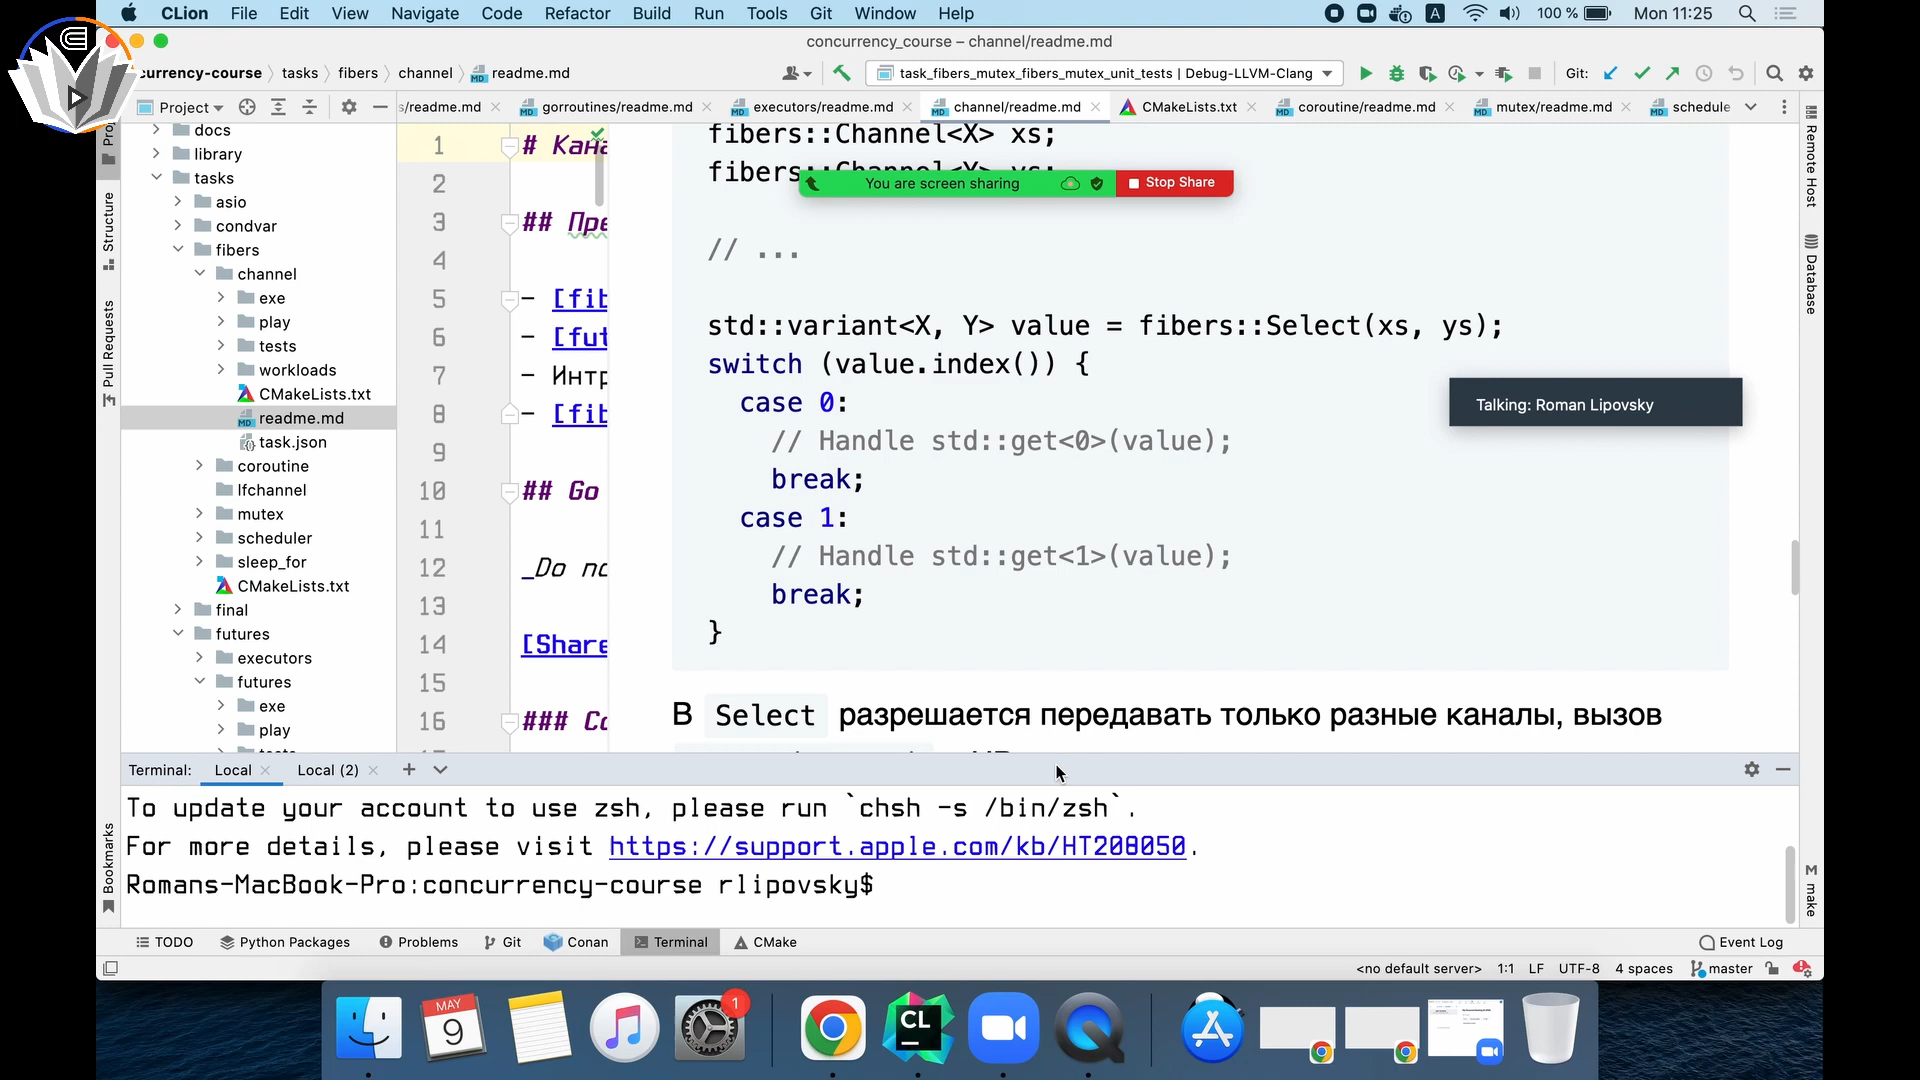 CLion File Edit View Navigate Code Refactor Build Run Tools Git Window Help
A 100 % Mon 11:25
concurrency_course – channel/readme.md
currency-course tasks fibers channel readme.md
task_fibers_mutex_fibers_mutex_unit_tests | Debug-LLVM-Clang
Git:
Project
s/readme.md gorroutines/readme.md executors/readme.md channel/readme.md CMakeLists.txt coroutine/readme.md mutex/readme.md schedule
docs
library
tasks
asio
condvar
fibers
channel
exe
play
tests
workloads
CMakeLists.txt
readme.md
task.json
coroutine
lfchannel
mutex
scheduler
sleep_for
CMakeLists.txt
final
futures
executors
futures
exe
play
Structure
Pull Requests
Bookmarks
Remote Host
Database
make
1 # Кана
2
3 ## Пре
4
5 - [fib
6 - [fut
7 - Интр
8 - [fib
9
10 ## Go
11
12 _Do no
13
14 [Share
15
16 ### Co
fibers::Channel<X> xs;
fibers::Channel<Y> ys;
You are screen sharing Stop Share
// ...
std::variant<X, Y> value = fibers::Select(xs, ys);
switch (value.index()) {
case 0:
// Handle std::get<0>(value);
break;
case 1:
// Handle std::get<1>(value);
break;
}
Talking: Roman Lipovsky
В Select разрешается передавать только разные каналы, вызов
Terminal: Local Local (2)
To update your account to use zsh, please run `chsh -s /bin/zsh`.
For more details, please visit https://support.apple.com/kb/HT208050.
Romans-MacBook-Pro:concurrency-course rlipovsky$
TODO Python Packages Problems Git Conan Terminal CMake Event Log
<no default server> 1:1 LF UTF-8 4 spaces master
MAY
9
1
CL